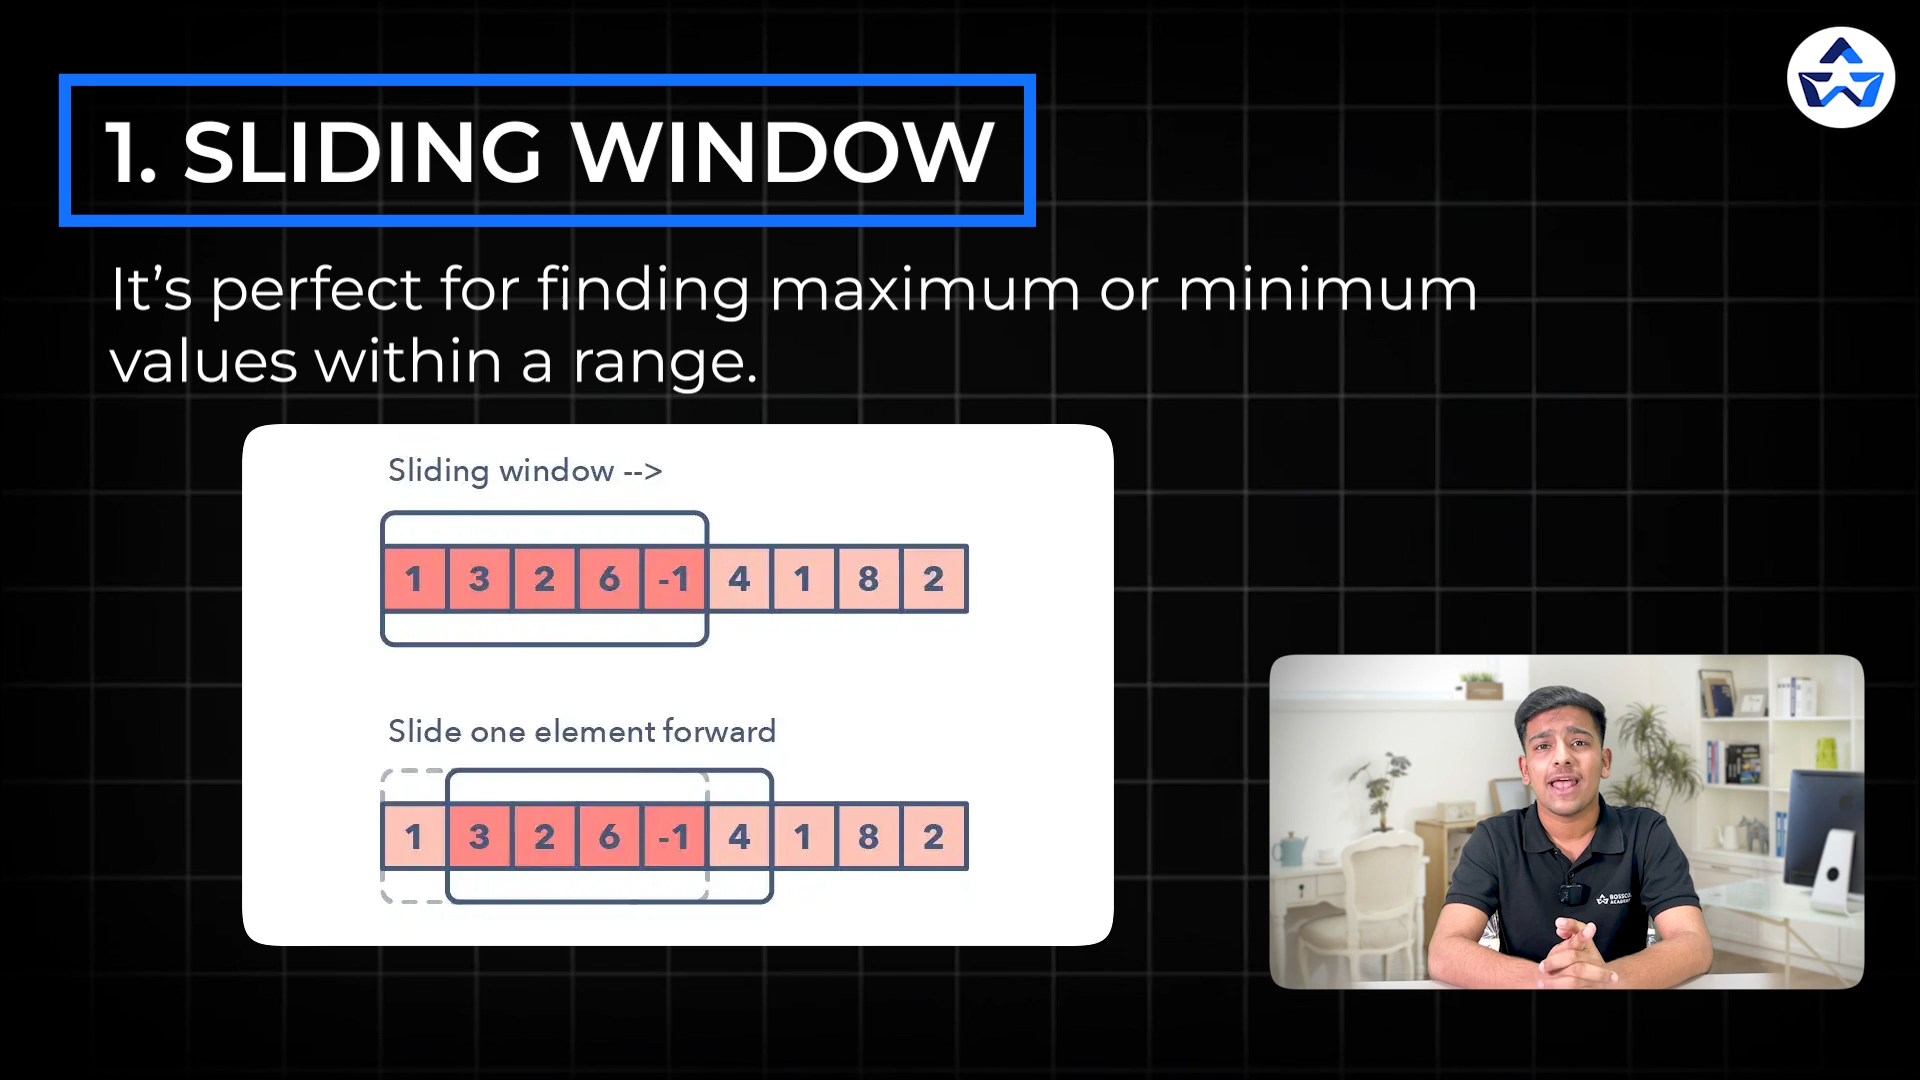 1. SLIDING WINDOW
It’s perfect for finding maximum or minimum
values within a range.
Sliding window -->
1 3 2 6 -1 4 1 8 2
Slide one element forward
1 3 2 6 -1 4 1 8 2